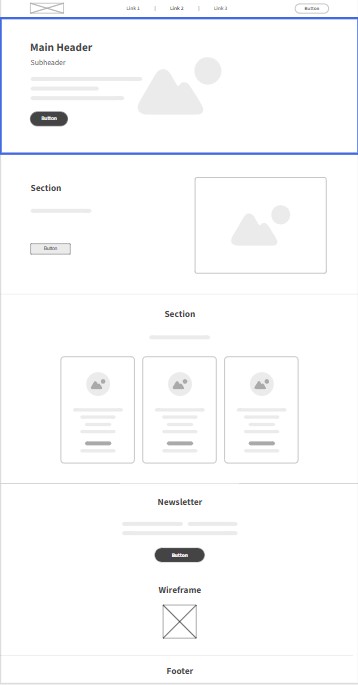 Link 1 | Link 2 | Link 3 Button
Main Header
Subheader
Button
Section
Button
Section
Newsletter
Button
Wireframe
Footer